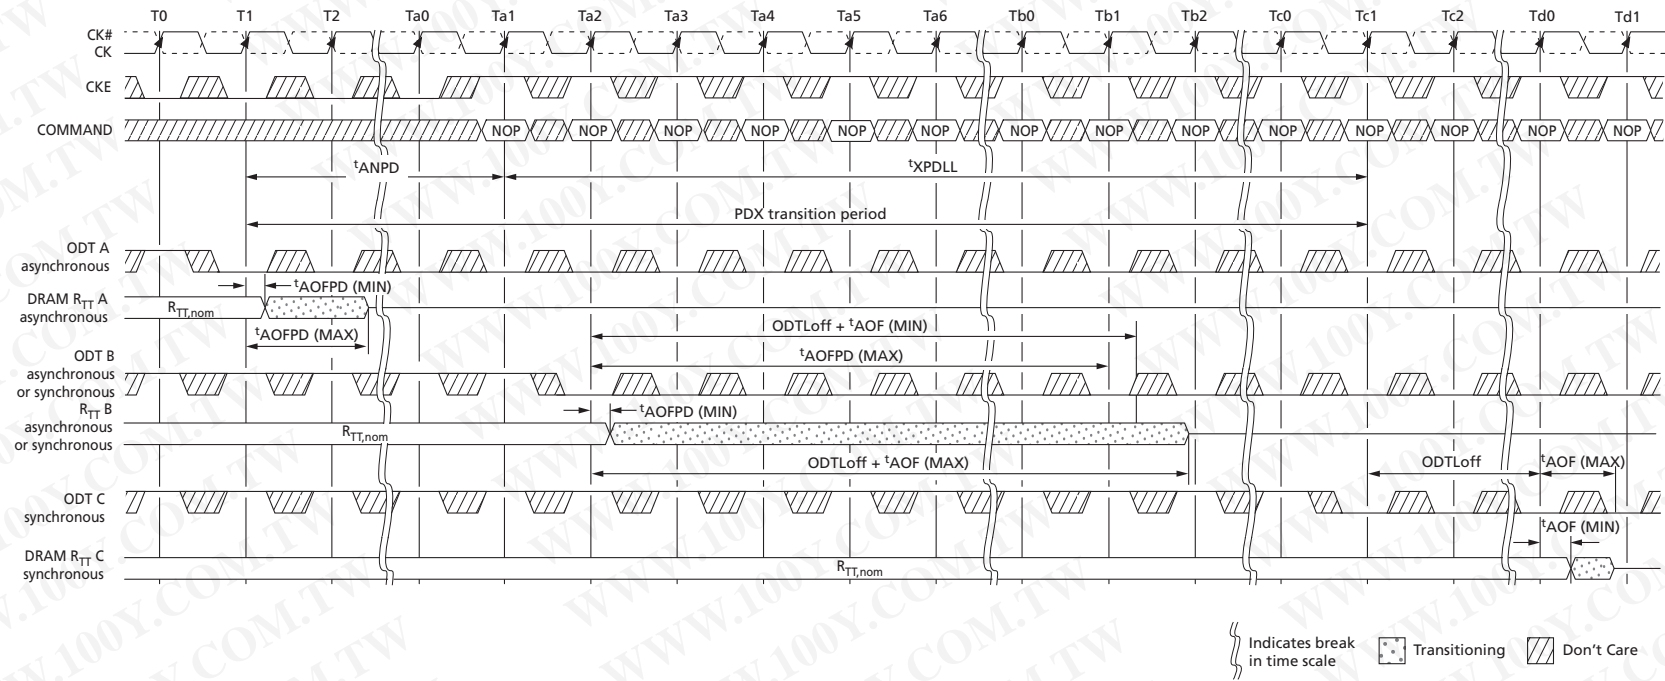 T0 T1 T2 Ta0 Ta1 Ta2 Ta3 Ta4 Ta5 Ta6 Tb0 Tb1 Tb2 Tc0 Tc1 Tc2 Td0 Td1
CK#
CK
CKE
COMMAND NOP NOP NOP NOP NOP NOP NOP NOP NOP NOP NOP NOP NOP NOP
tANPD tXPDLL
PDX transition period
ODT A
asynchronous
tAOFPD (MIN)
DRAM RTT A
asynchronous
RTT,nom
tAOFPD (MAX)
ODTLoff + tAOF (MIN)
tAOFPD (MAX)
ODT B
asynchronous
or synchronous
RTT B
asynchronous
or synchronous
tAOFPD (MIN)
RTT,nom
ODTLoff + tAOF (MAX) ODTLoff tAOF (MAX)
ODT C
synchronous
tAOF (MIN)
DRAM RTT C
synchronous
RTT,nom
Indicates break
in time scale
Transitioning
Don't Care
WWW.100Y.COM.TW